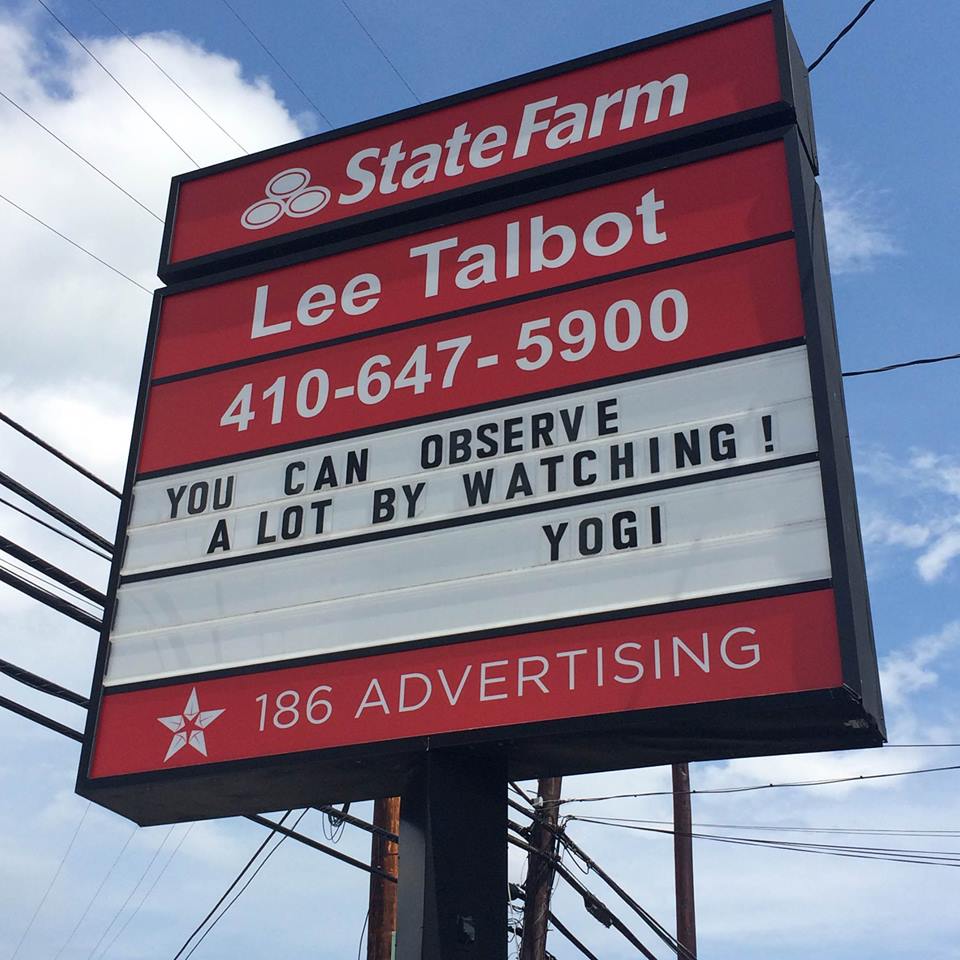 StateFarm
Lee Talbot
410-647-5900
YOU CAN OBSERVE
A LOT BY WATCHING!
YOGI
186 ADVERTISING